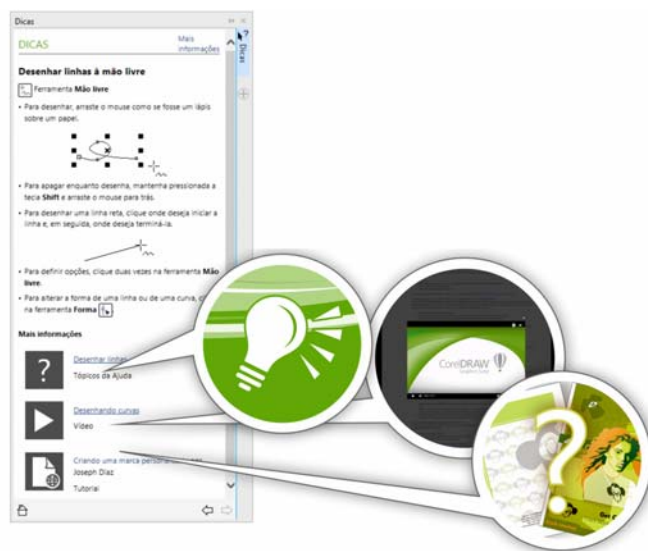 Dicas
DICAS
Mais
informações
Dicas
Desenhar linhas à mão livre
Ferramenta Mão livre
• Para desenhar, arraste o mouse como se fosse um lápis
sobre um papel.
• Para apagar enquanto desenha, mantenha pressionada a
tecla Shift e arraste o mouse para trás.
• Para desenhar uma linha reta, clique onde deseja iniciar a
linha e, em seguida, onde deseja terminá-la.
• Para definir opções, clique duas vezes na ferramenta Mão
livre.
• Para alterar a forma de uma linha ou de uma curva,
na ferramenta Forma
Mais informações
?
Desenhar linhas
Tópicos da Ajuda
Desenhando curvas
Vídeo
Criando uma marca
Joseph Díaz
Tutorial
CorelDRAW
?